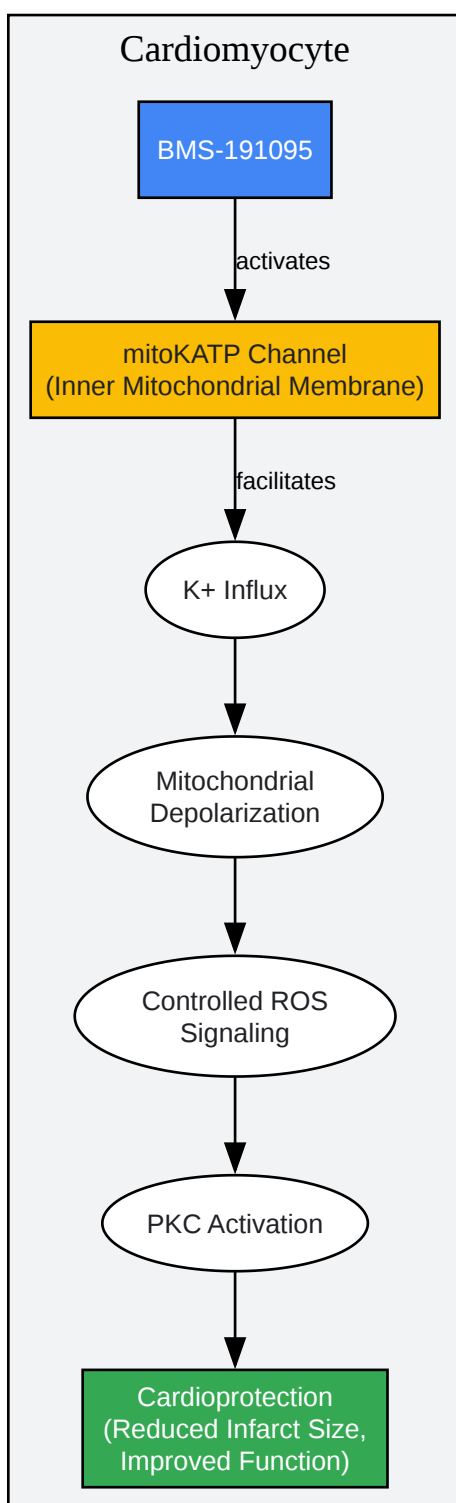 Cardiomyocyte
BMS-191095
activates
mitoKATP Channel
(Inner Mitochondrial Membrane)
facilitates
K+ Influx
Mitochondrial
Depolarization
Controlled ROS
Signaling
PKC Activation
Cardioprotection
(Reduced Infarct Size,
Improved Function)